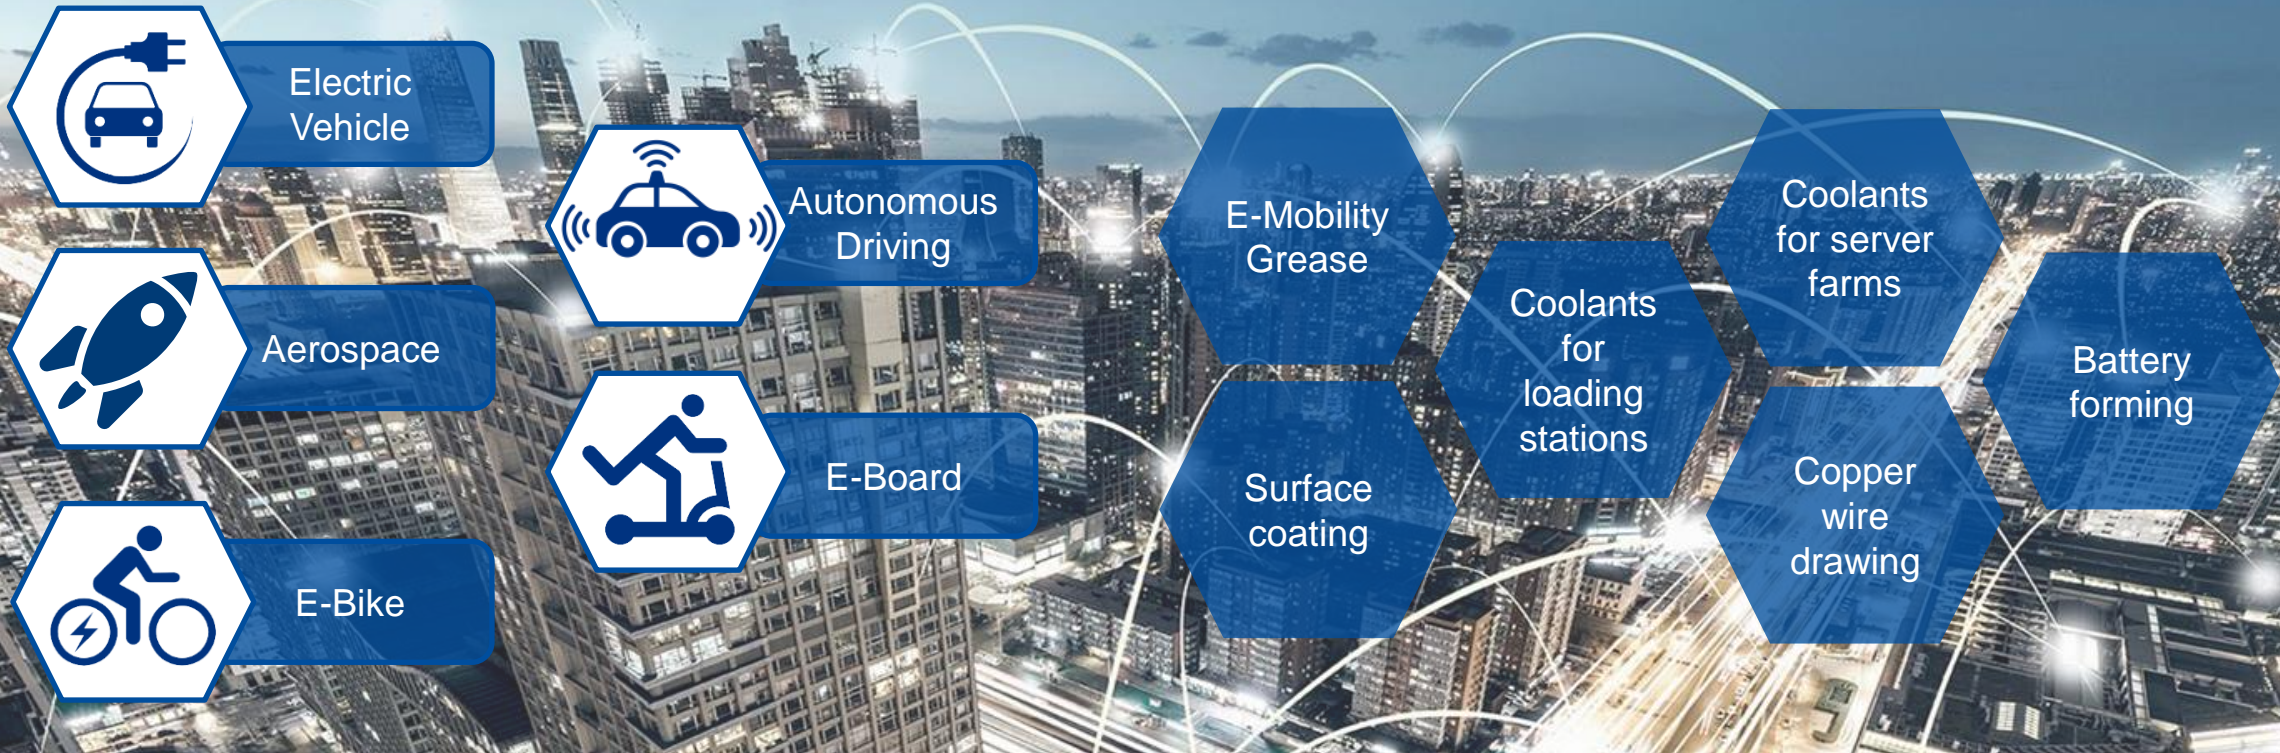 Electric
Vehicle
Aerospace
E-Bike
Autonomous
Driving
E-Board
E-Mobility
Grease
Surface
coating
Coolants
for
loading
stations
Coolants
for server
farms
Copper
wire
drawing
Battery
forming